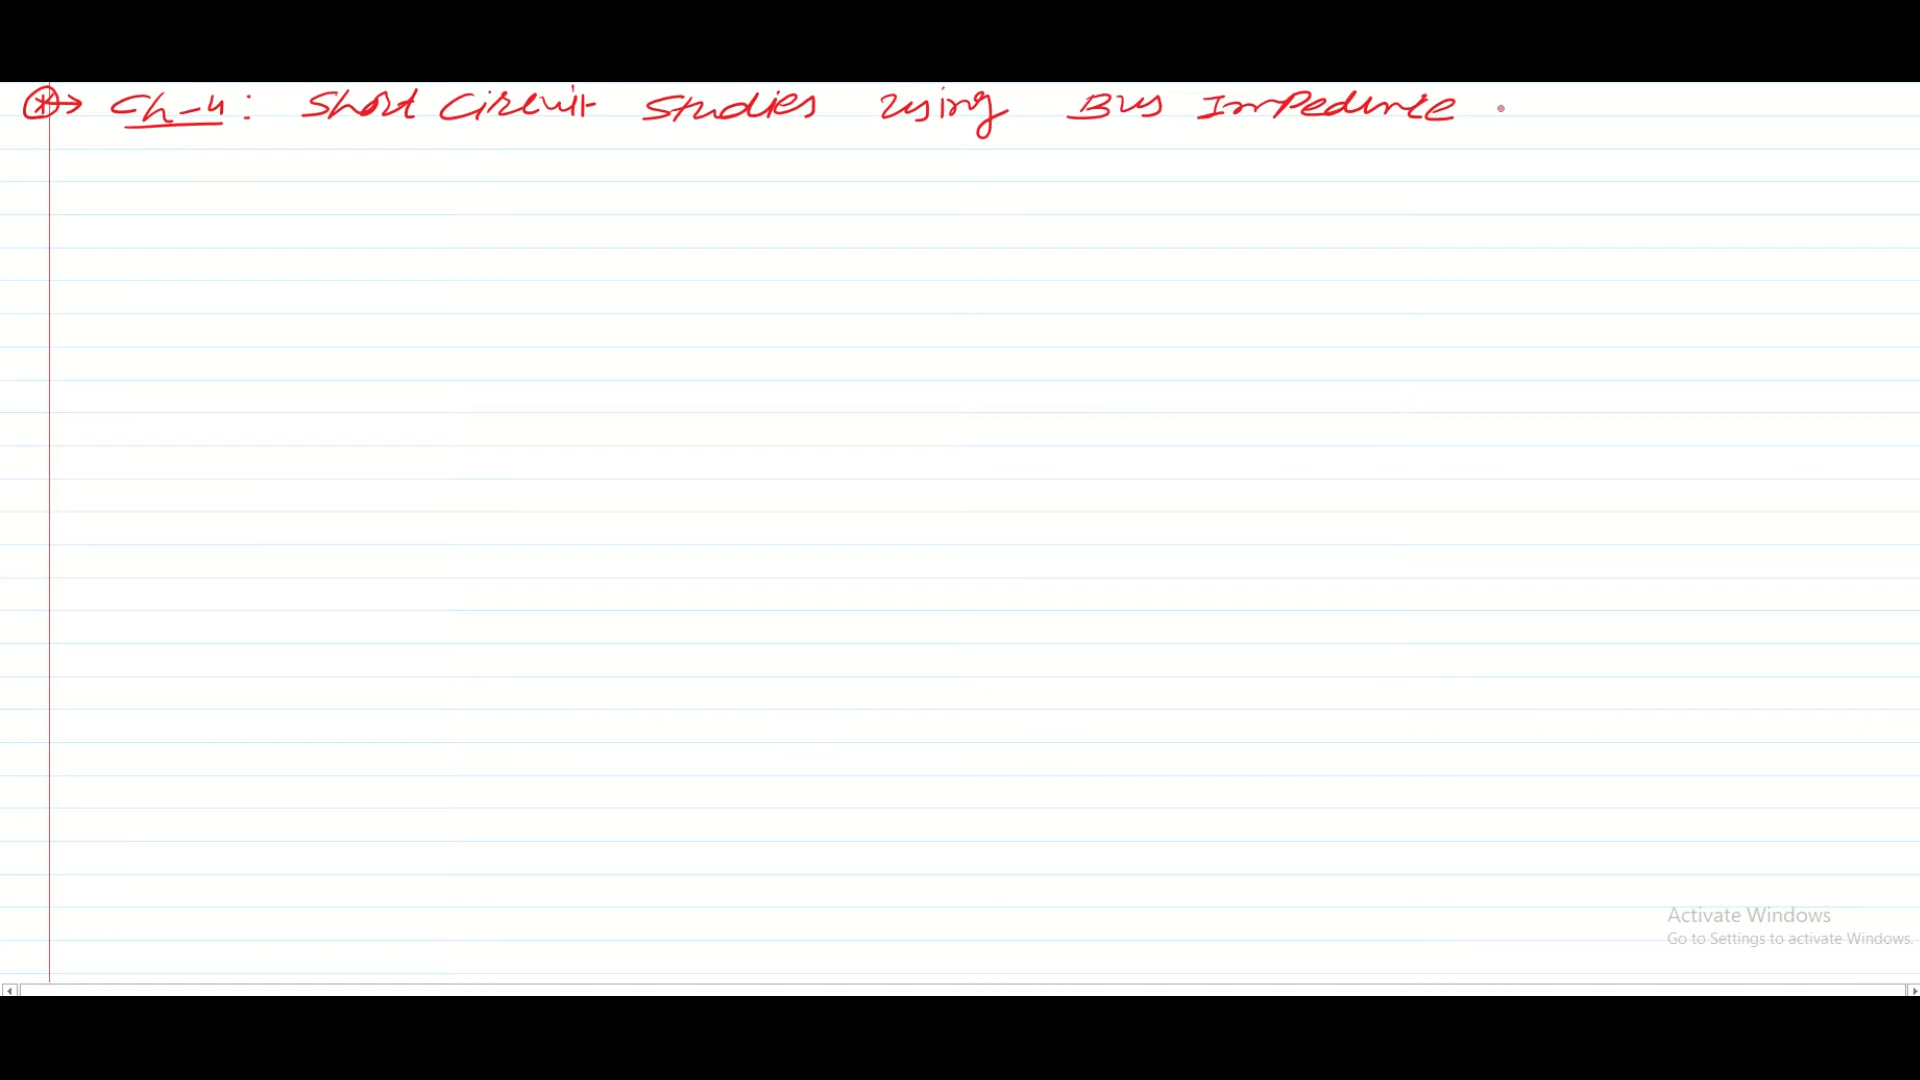 → Ch-4: Short Circuit Studies Using Bus Impedance
Activate Windows
Go to Settings to activate Windows.